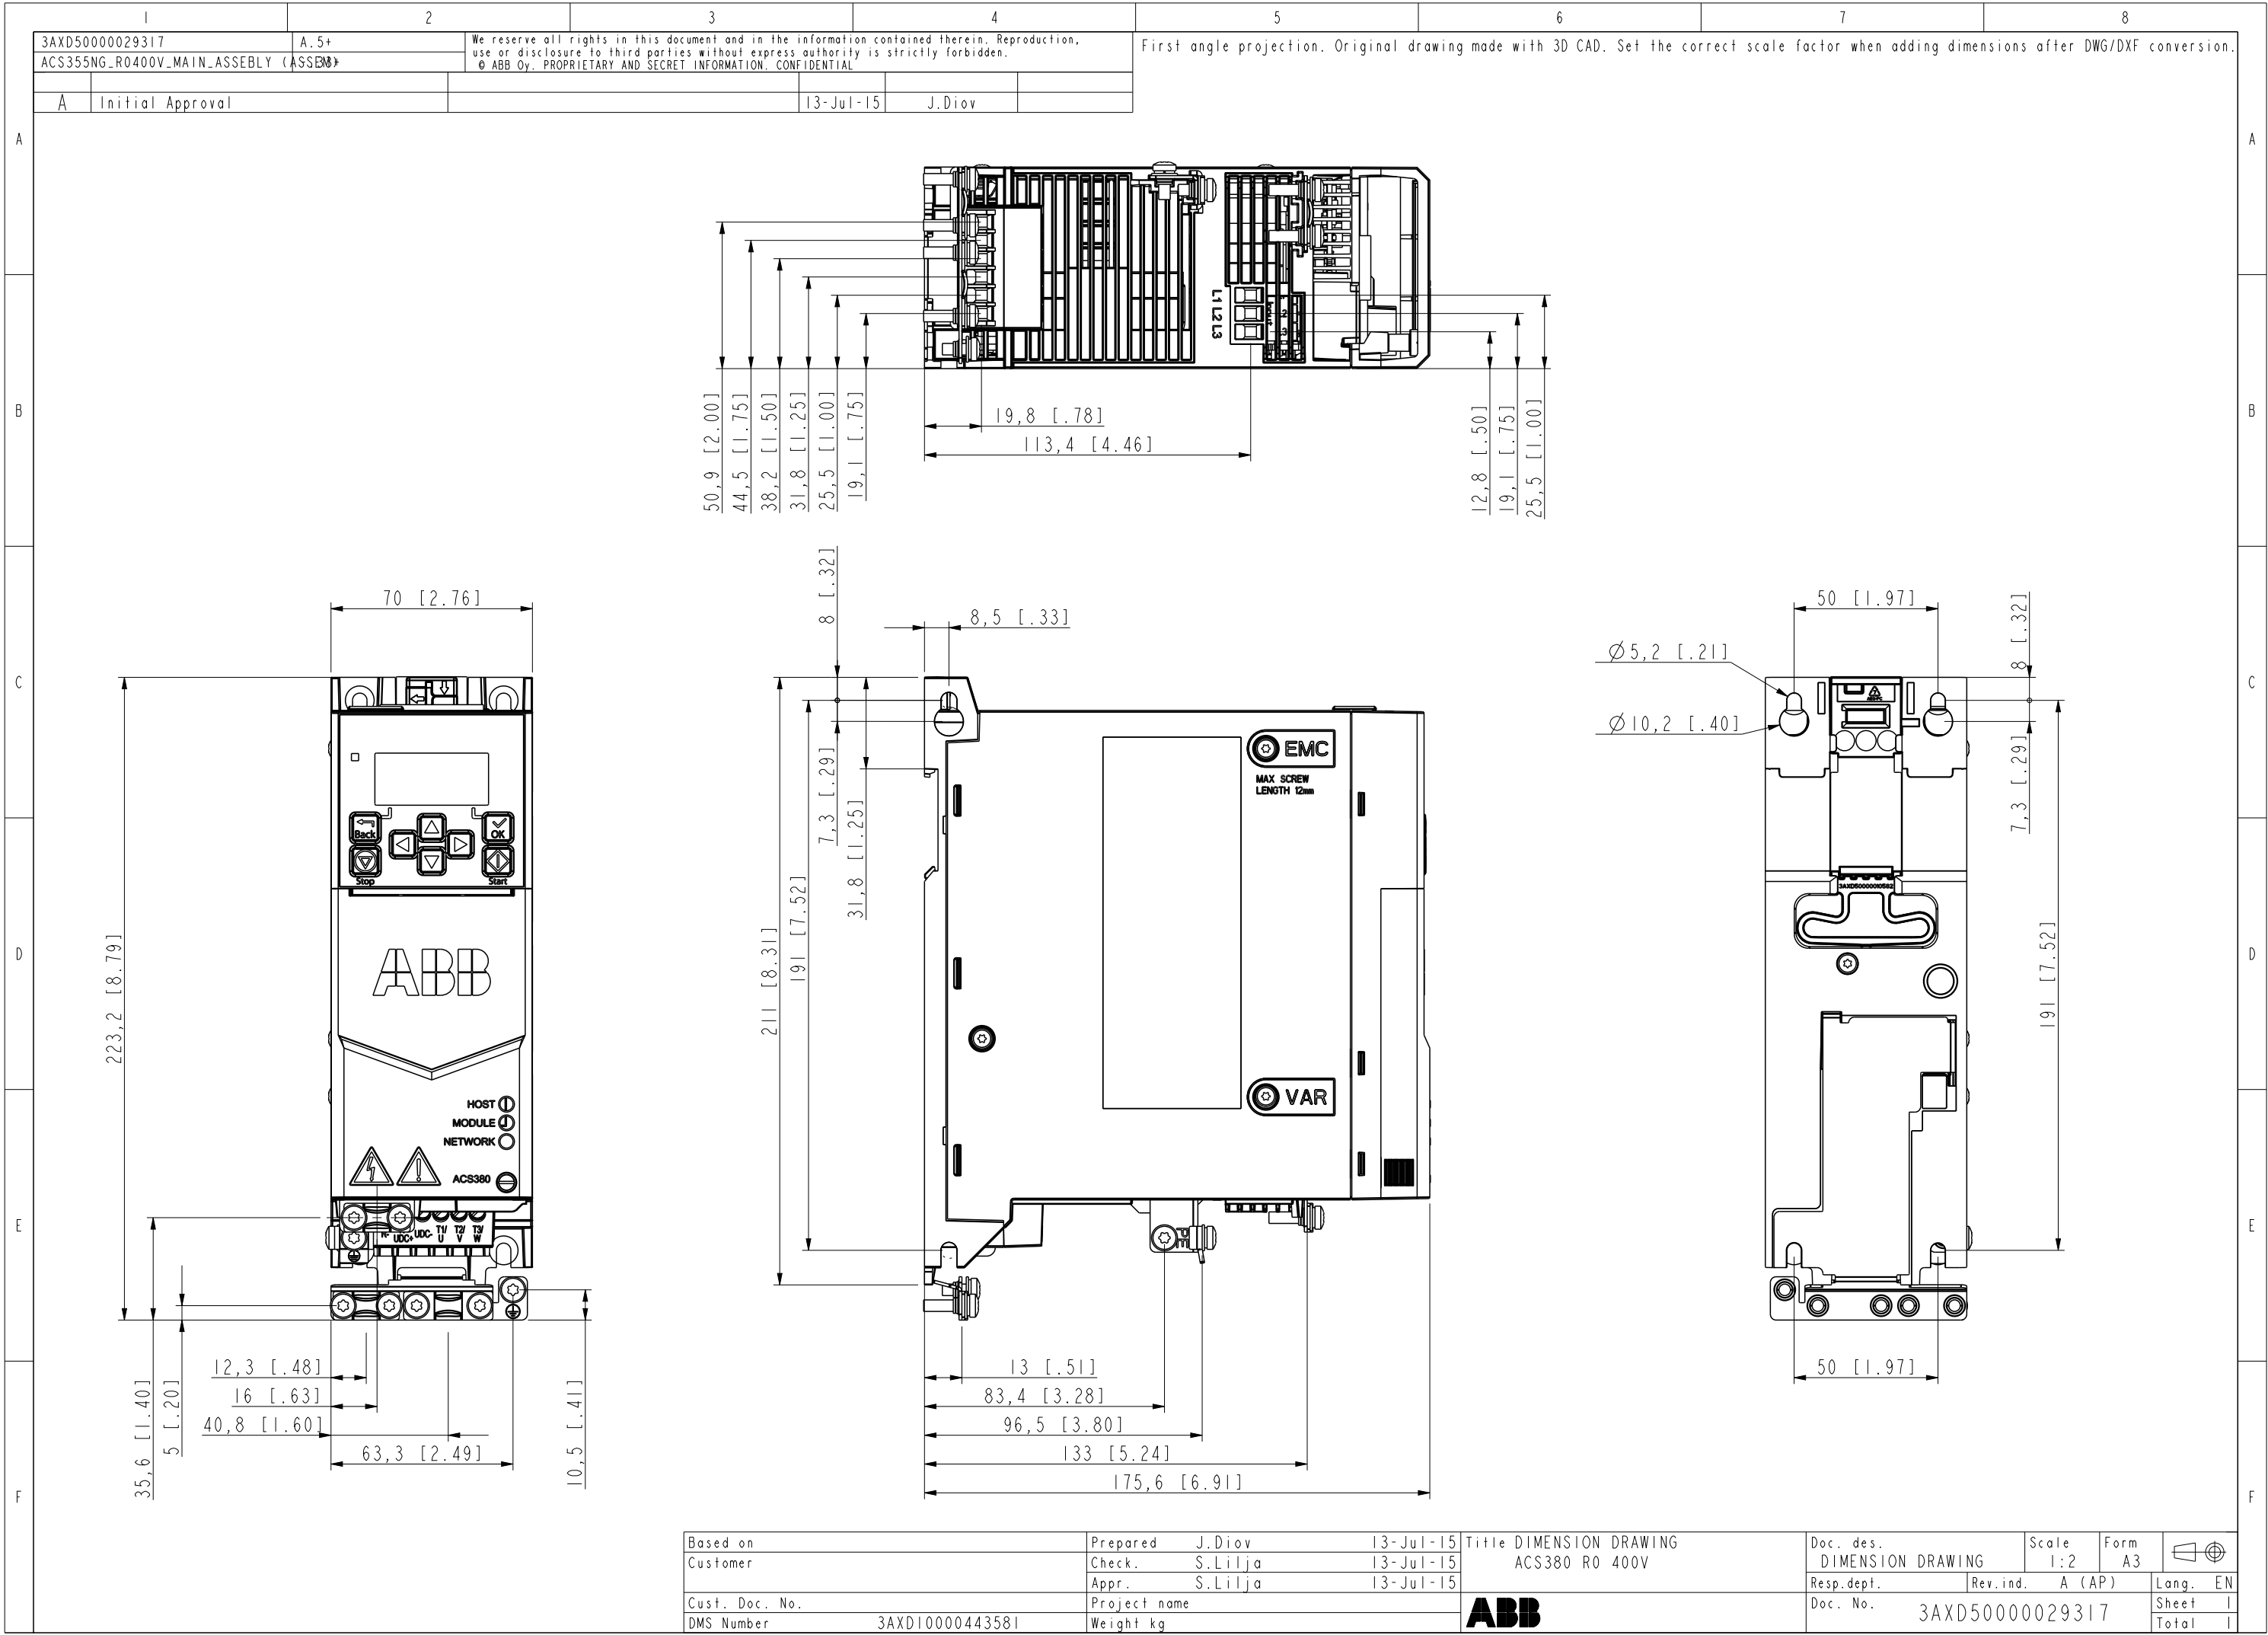 1 2 3 4 5 6 7 8
3AXD50000029317 A.5+
We reserve all rights in this document and in the information contained therein. Reproduction,
use or disclosure to third parties without express authority is strictly forbidden.
© ABB Oy. PROPRIETARY AND SECRET INFORMATION. CONFIDENTIAL
ACS355NG_R0400V_MAIN_ASSEBLY
First angle projection. Original drawing made with 3D CAD. Set the correct scale factor when adding dimensions after DWG/DXF conversion.
A Initial Approval 13-Jul-15 J.Diov
A A
L1 L2 L3
B B
50,9 [2.00]
44,5 [1.75]
38,2 [1.50]
31,8 [1.25]
25,5 [1.00]
19,1 [.75]
19,8 [.78]
113,4 [4.46]
12,8 [.50]
19,1 [.75]
25,5 [1.00]
C C
70 [2.76]
223,2 [8.79]
Back
OK
Stop
Start
ABB
HOST
MODULE
NETWORK
ACS380
UDC+
UDC-
T1/
U
T2/
V
T3/
W
12,3 [.48]
16 [.63]
40,8 [1.60]
63,3 [2.49]
35,6 [1.40]
5 [.20]
10,5 [.41]
8 [.32]
8,5 [.33]
7,3 [.29]
31,8 [1.25]
191 [7.52]
211 [8.31]
EMC
MAX SCREW
LENGTH 12mm
VAR
PE
13 [.51]
83,4 [3.28]
96,5 [3.80]
133 [5.24]
175,6 [6.91]
50 [1.97]
Ø5,2 [.21]
Ø10,2 [.40]
8 [.32]
7,3 [.29]
191 [7.52]
3AXD50000010582
50 [1.97]
D D
E E
F F
Based on
Customer
Cust. Doc. No.
DMS Number 3AXD10000443581
Prepared J.Diov 13-Jul-15
Check. S.Lilja 13-Jul-15
Appr. S.Lilja 13-Jul-15
Project name
Weight kg
Title DIMENSION DRAWING
ACS380 R0 400V
ABB
Doc. des.
DIMENSION DRAWING
Scale
1:2
Form
A3
Resp.dept. Rev.ind. A (AP)
Lang. EN
Doc. No. 3AXD50000029317
Sheet 1
Total 1